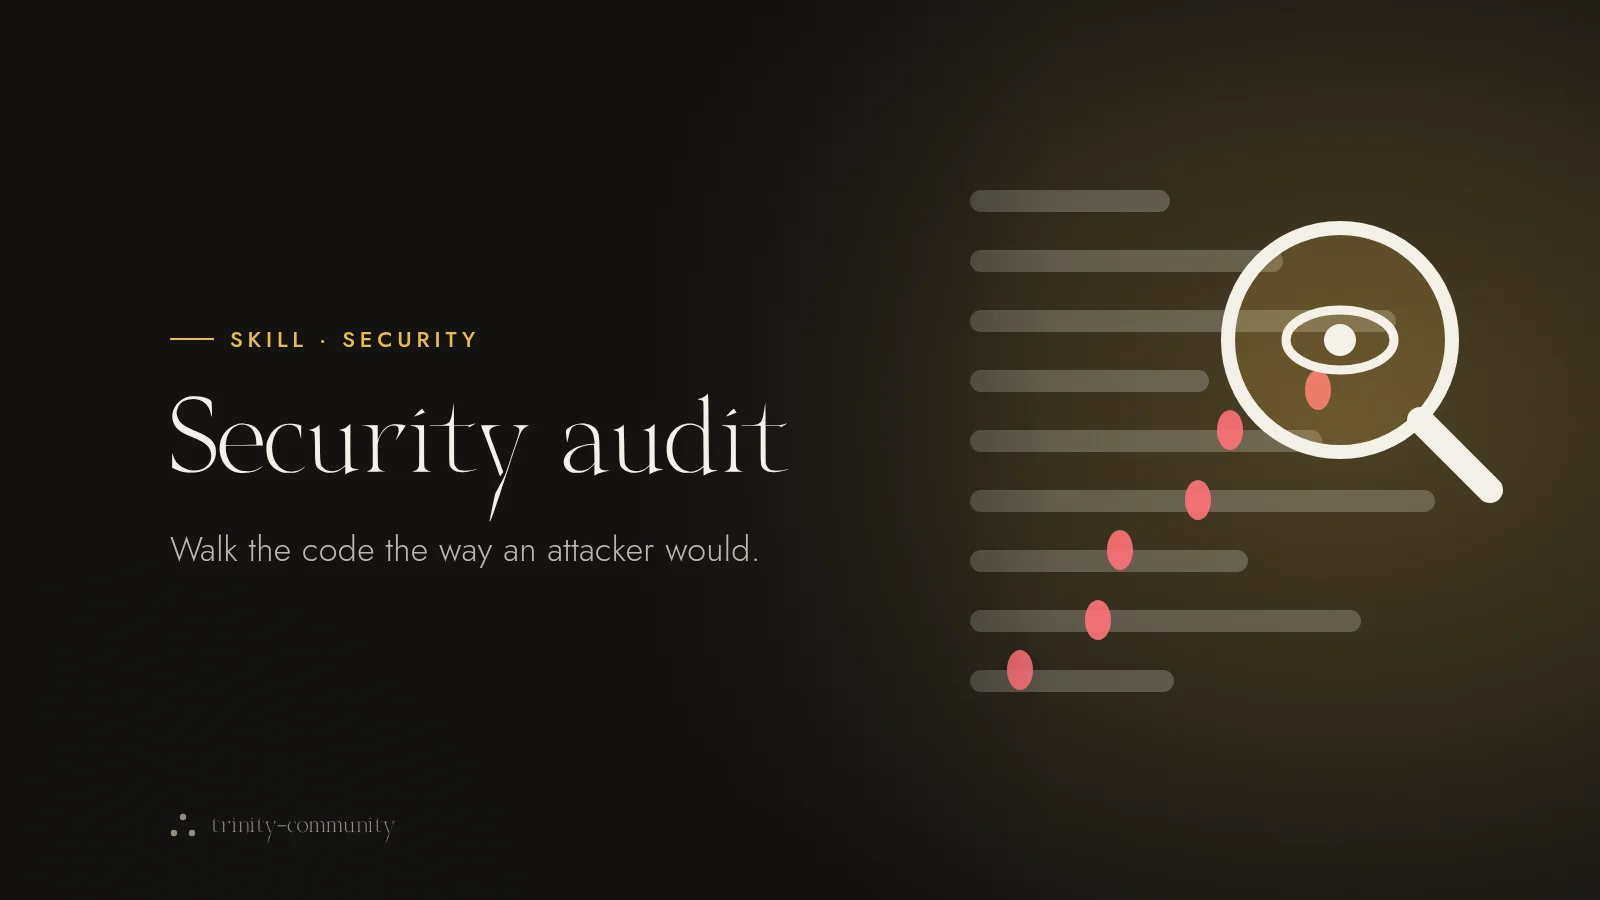 SKILL · SECURITY
Security audit
Walk the code the way an attacker would.
trinity-community